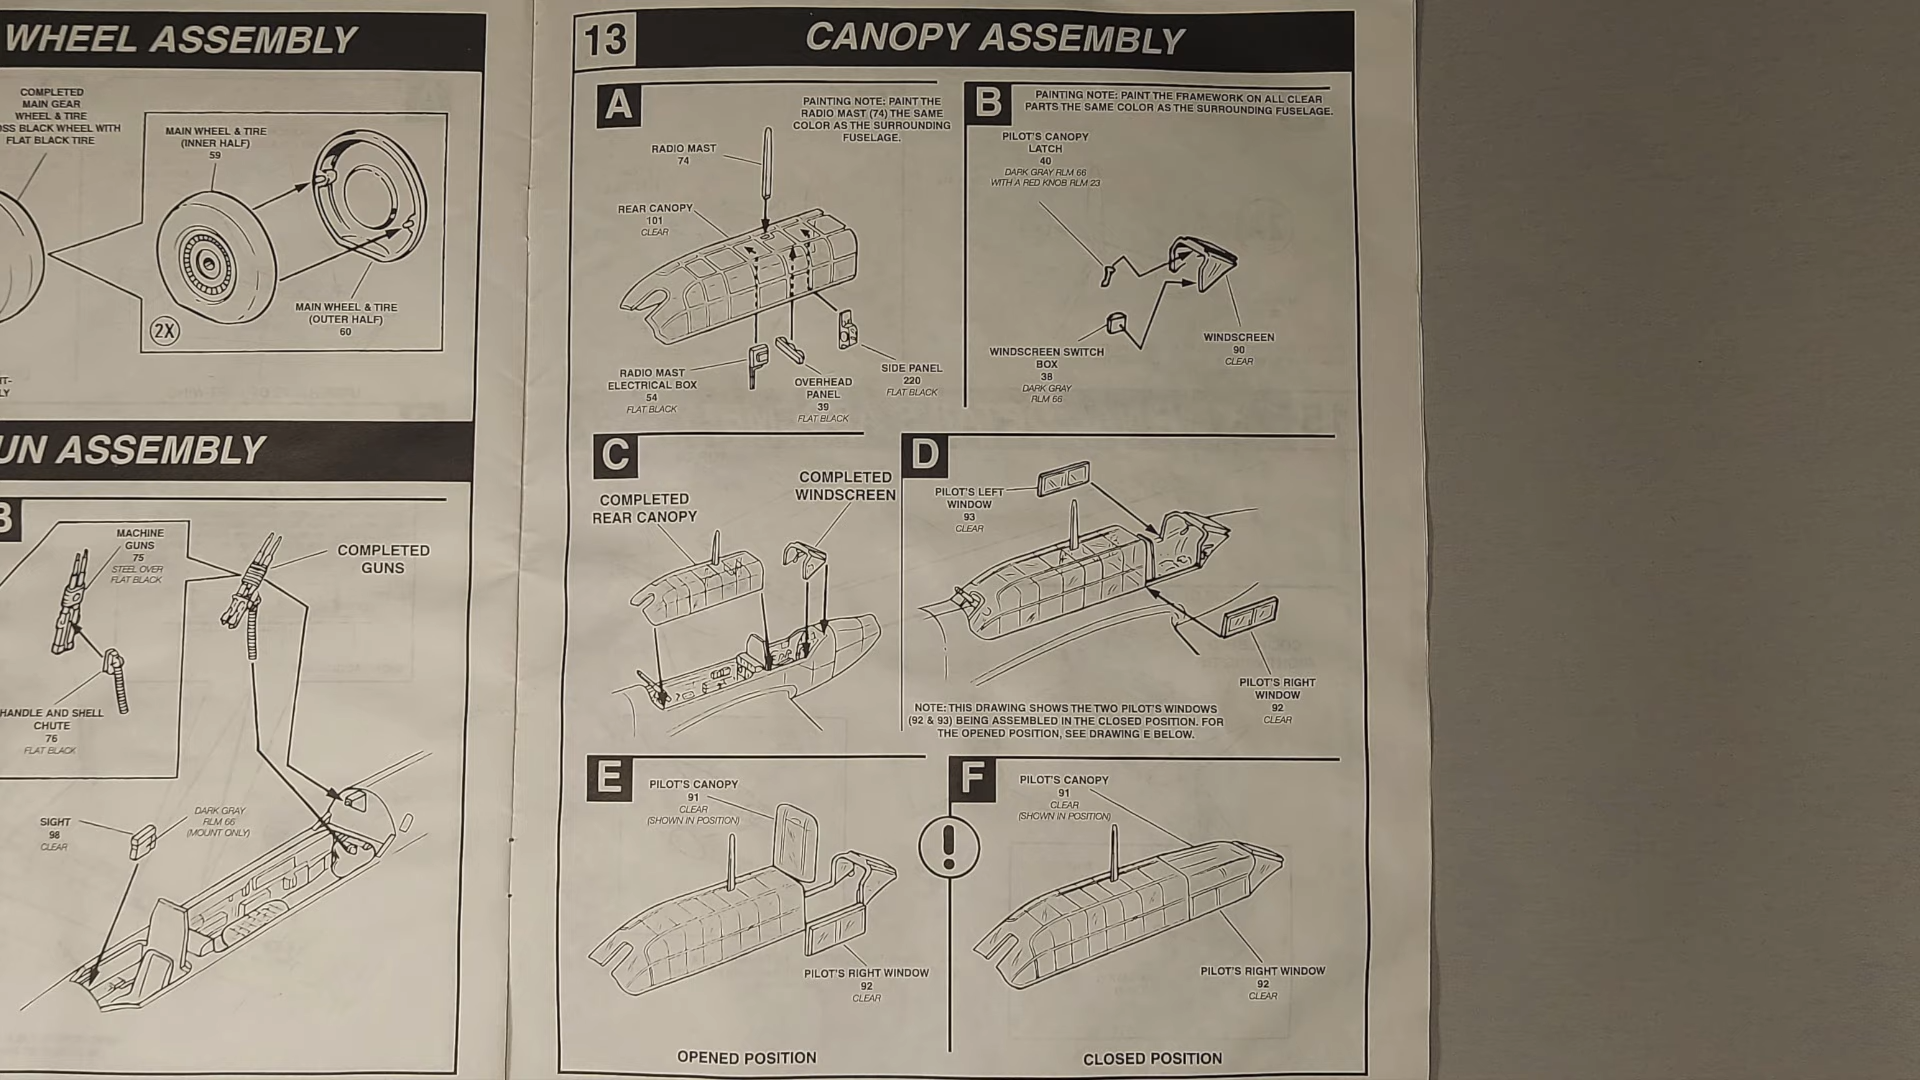 WHEEL ASSEMBLY
COMPLETED
MAIN GEAR
WHEEL & TIRE
OSS BLACK WHEEL WITH
FLAT BLACK TIRE
MAIN WHEEL & TIRE
(INNER HALF)
59
MAIN WHEEL & TIRE
(OUTER HALF)
60
2X
IT-
LY
UN ASSEMBLY
B
MACHINE
GUNS
75
STEEL OVER
FLAT BLACK
COMPLETED
GUNS
HANDLE AND SHELL
CHUTE
76
FLAT BLACK
SIGHT
98
CLEAR
DARK GRAY
RLM 66
(MOUNT ONLY)
13
CANOPY ASSEMBLY
A
PAINTING NOTE: PAINT THE
RADIO MAST (74) THE SAME
COLOR AS THE SURROUNDING
FUSELAGE.
RADIO MAST
74
REAR CANOPY
101
CLEAR
RADIO MAST
ELECTRICAL BOX
54
FLAT BLACK
OVERHEAD
PANEL
39
FLAT BLACK
SIDE PANEL
220
FLAT BLACK
B
PAINTING NOTE: PAINT THE FRAMEWORK ON ALL CLEAR
PARTS THE SAME COLOR AS THE SURROUNDING FUSELAGE.
PILOT'S CANOPY
LATCH
40
DARK GRAY RLM 66
WITH A RED KNOB RLM 23
WINDSCREEN SWITCH
BOX
38
DARK GRAY
RLM 66
WINDSCREEN
90
CLEAR
C
COMPLETED
REAR CANOPY
COMPLETED
WINDSCREEN
D
PILOT'S LEFT
WINDOW
93
CLEAR
PILOT'S RIGHT
WINDOW
92
CLEAR
NOTE: THIS DRAWING SHOWS THE TWO PILOT'S WINDOWS
(92 & 93) BEING ASSEMBLED IN THE CLOSED POSITION. FOR
THE OPENED POSITION, SEE DRAWING E BELOW.
E
PILOT'S CANOPY
91
CLEAR
(SHOWN IN POSITION)
PILOT'S RIGHT WINDOW
92
CLEAR
OPENED POSITION
!
F
PILOT'S CANOPY
91
CLEAR
(SHOWN IN POSITION)
PILOT'S RIGHT WINDOW
92
CLEAR
CLOSED POSITION